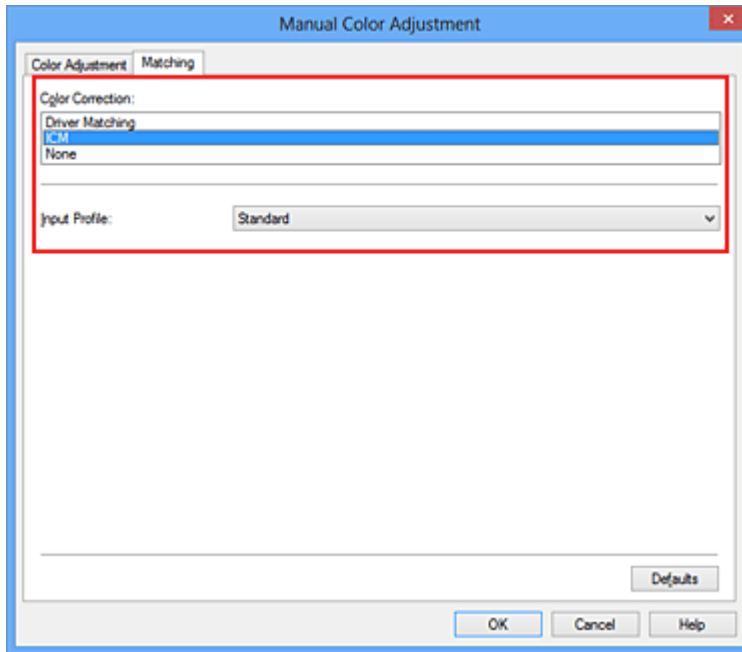 Manual Color Adjustment
Color Adjustment Matching
Color Correction:
Driver Matching
ICM
None
Input Profile: Standard
Defaults
OK Cancel Help